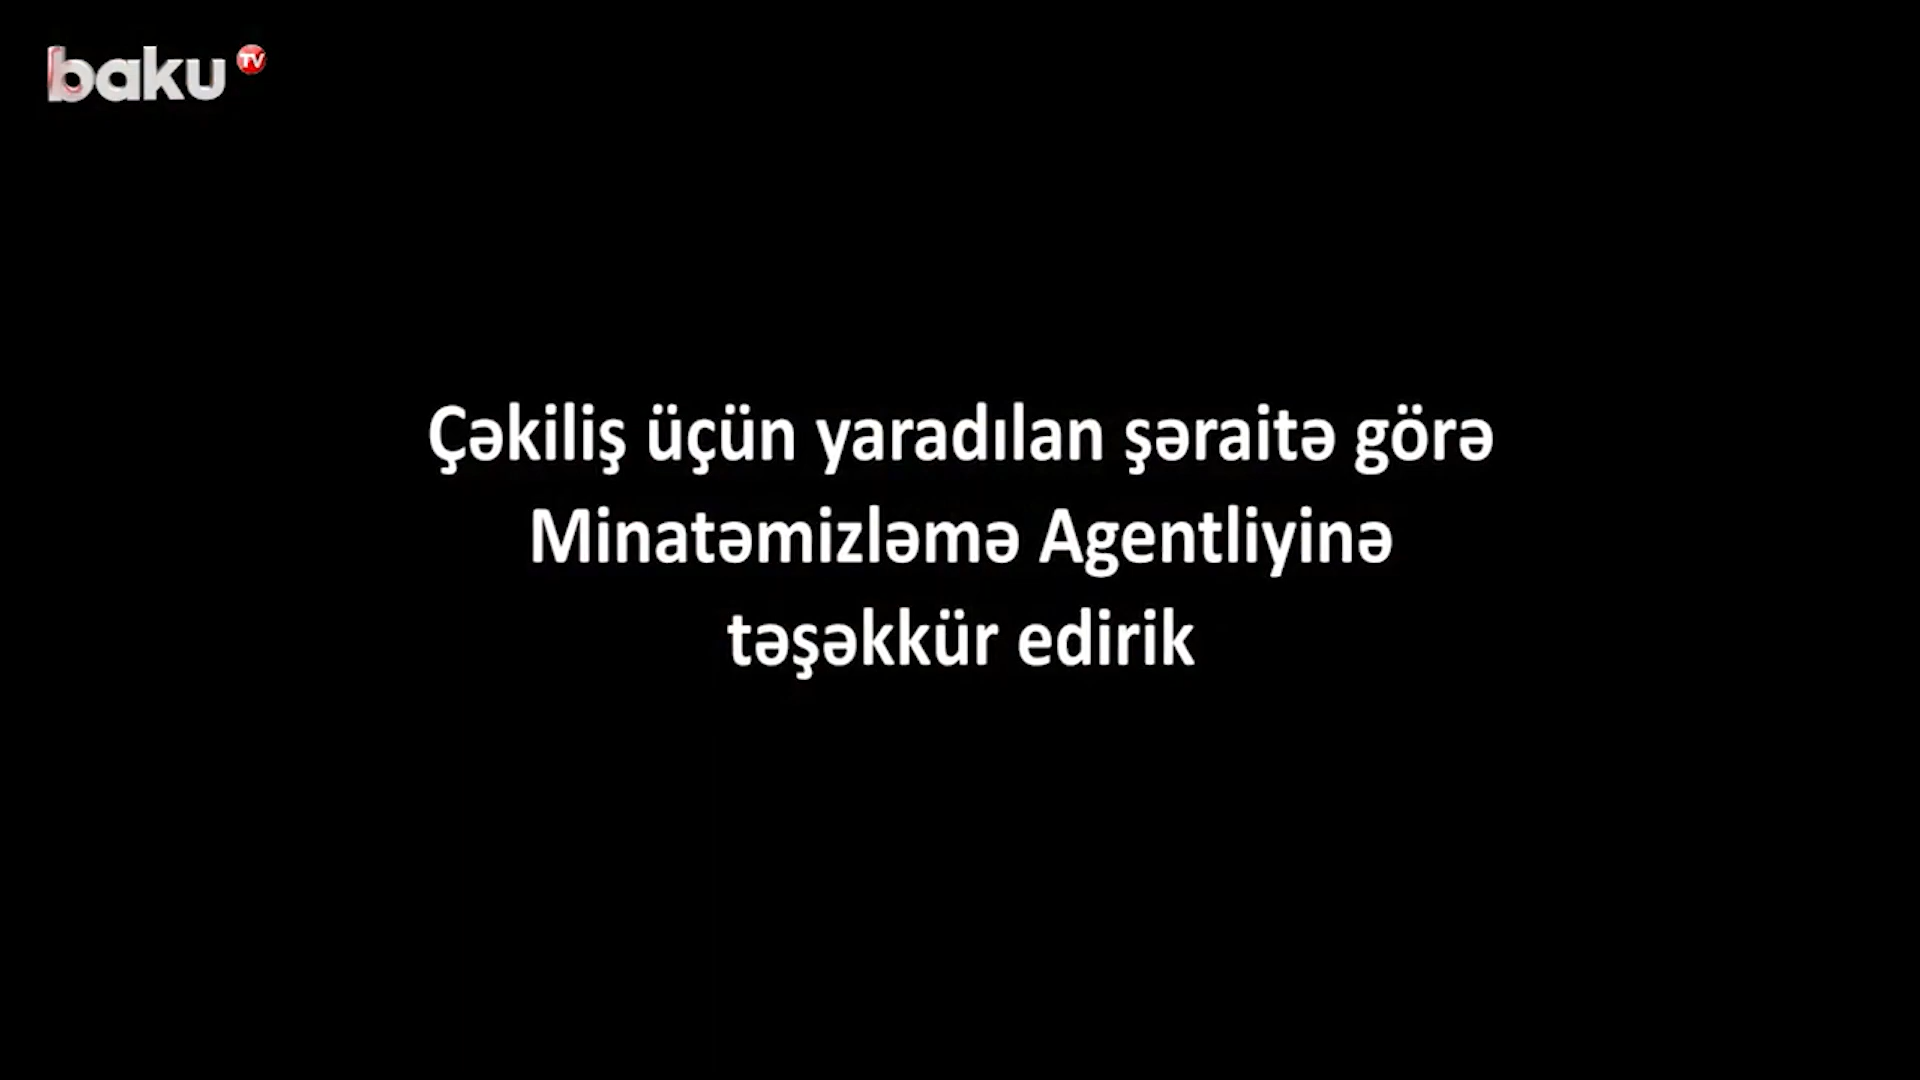 baku TV
Çəkiliş üçün yaradılan şəraitə görə
Minatəmizləmə Agentliyinə
təşəkkür edirik